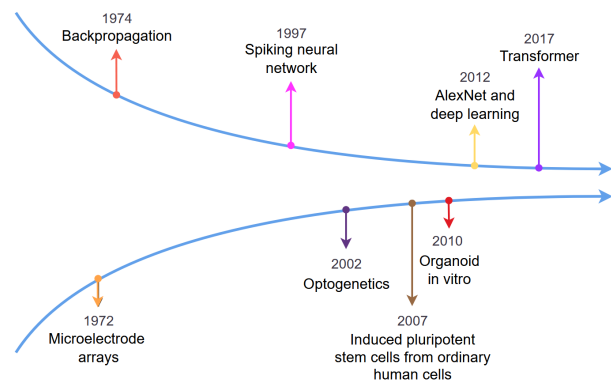 1974
Backpropagation
1997
Spiking neural
network
2012
AlexNet and
deep learning
2017
Transformer
1972
Microelectrode
arrays
2002
Optogenetics
2007
Induced pluripotent
stem cells from ordinary
human cells
2010
Organoid
in vitro